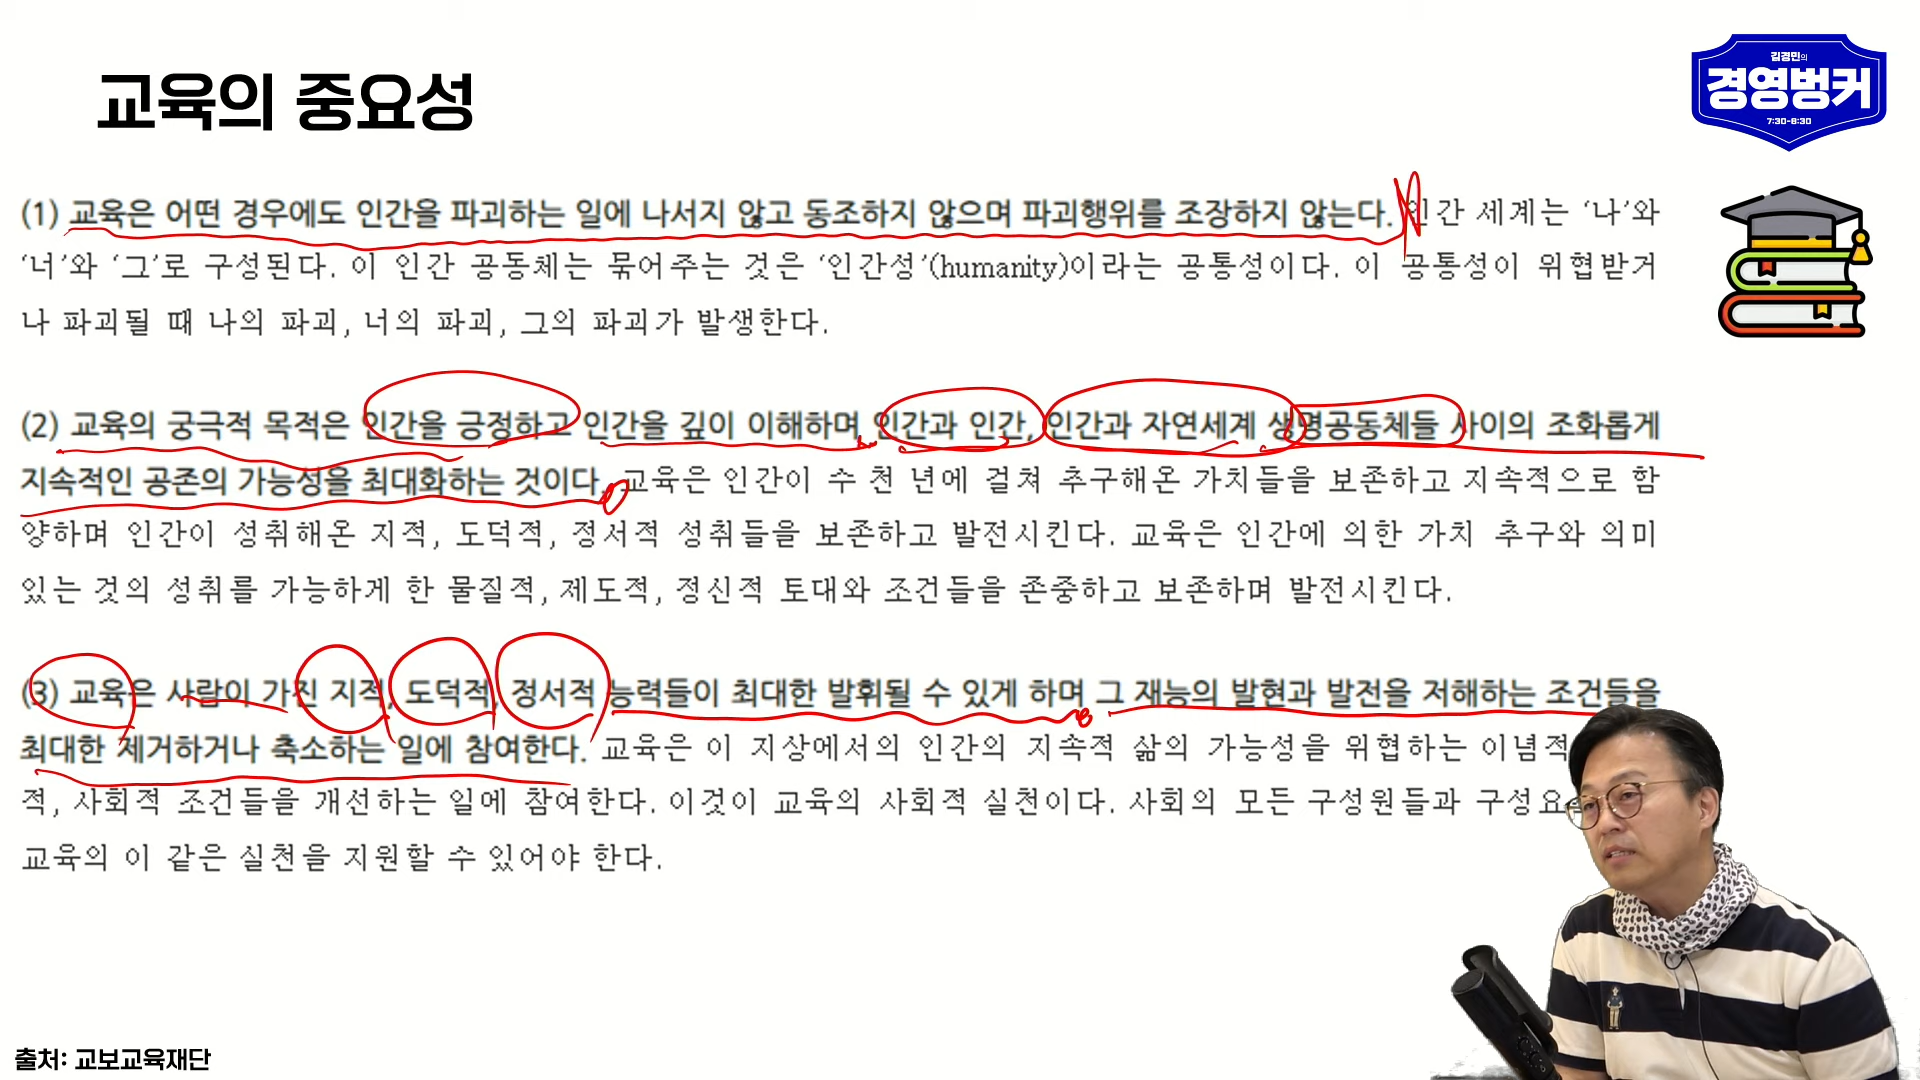 교육의 중요성
김경민의
경영벙커
7:30-8:30
(1) 교육은 어떤 경우에도 인간을 파괴하는 일에 나서지 않고 동조하지 않으며 파괴행위를 조장하지 않는다. 인간 세계는 ‘나’와
‘너’와 ‘그’로 구성된다. 이 인간 공동체는 묶어주는 것은 ‘인간성’(humanity)이라는 공통성이다. 이 공통성이 위협받거
나 파괴될 때 나의 파괴, 너의 파괴, 그의 파괴가 발생한다.
(2) 교육의 궁극적 목적은 인간을 긍정하고 인간을 깊이 이해하며, 인간과 인간, 인간과 자연세계 생명공동체들 사이의 조화롭게
지속적인 공존의 가능성을 최대화하는 것이다. 교육은 인간이 수 천 년에 걸쳐 추구해온 가치들을 보존하고 지속적으로 함
양하며 인간이 성취해온 지적, 도덕적, 정서적 성취들을 보존하고 발전시킨다. 교육은 인간에 의한 가치 추구와 의미
있는 것의 성취를 가능하게 한 물질적, 제도적, 정신적 토대와 조건들을 존중하고 보존하며 발전시킨다.
(3) 교육은 사람이 가진 지적, 도덕적, 정서적 능력들이 최대한 발휘될 수 있게 하며 그 재능의 발현과 발전을 저해하는 조건들을
최대한 제거하거나 축소하는 일에 참여한다. 교육은 이 지상에서의 인간의 지속적 삶의 가능성을 위협하는 이념적
적, 사회적 조건들을 개선하는 일에 참여한다. 이것이 교육의 사회적 실천이다. 사회의 모든 구성원들과
교육의 이 같은 실천을 지원할 수 있어야 한다.
출처: 교보교육재단